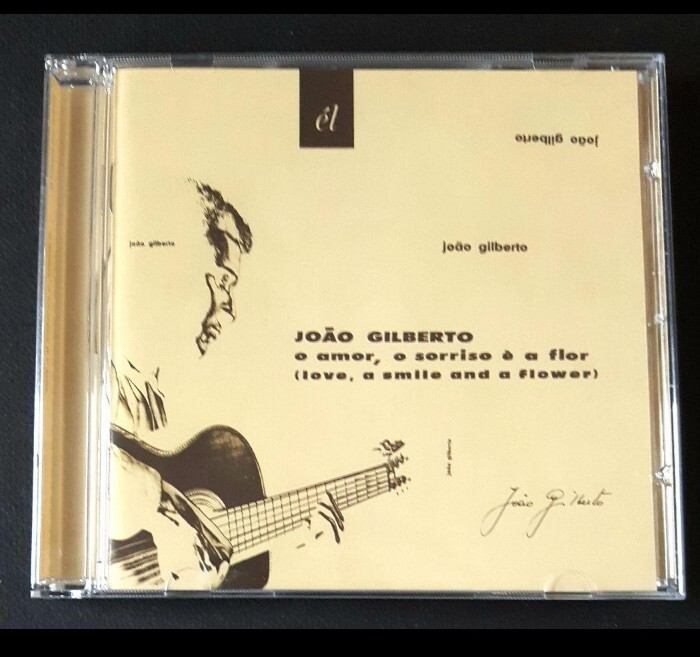 él
joão gilberto
joão gilberto
joão gilberto
JOÃO GILBERTO
o amor, o sorriso è a flor
(love, a smile and a flower)
joão gilberto
João Gilberto